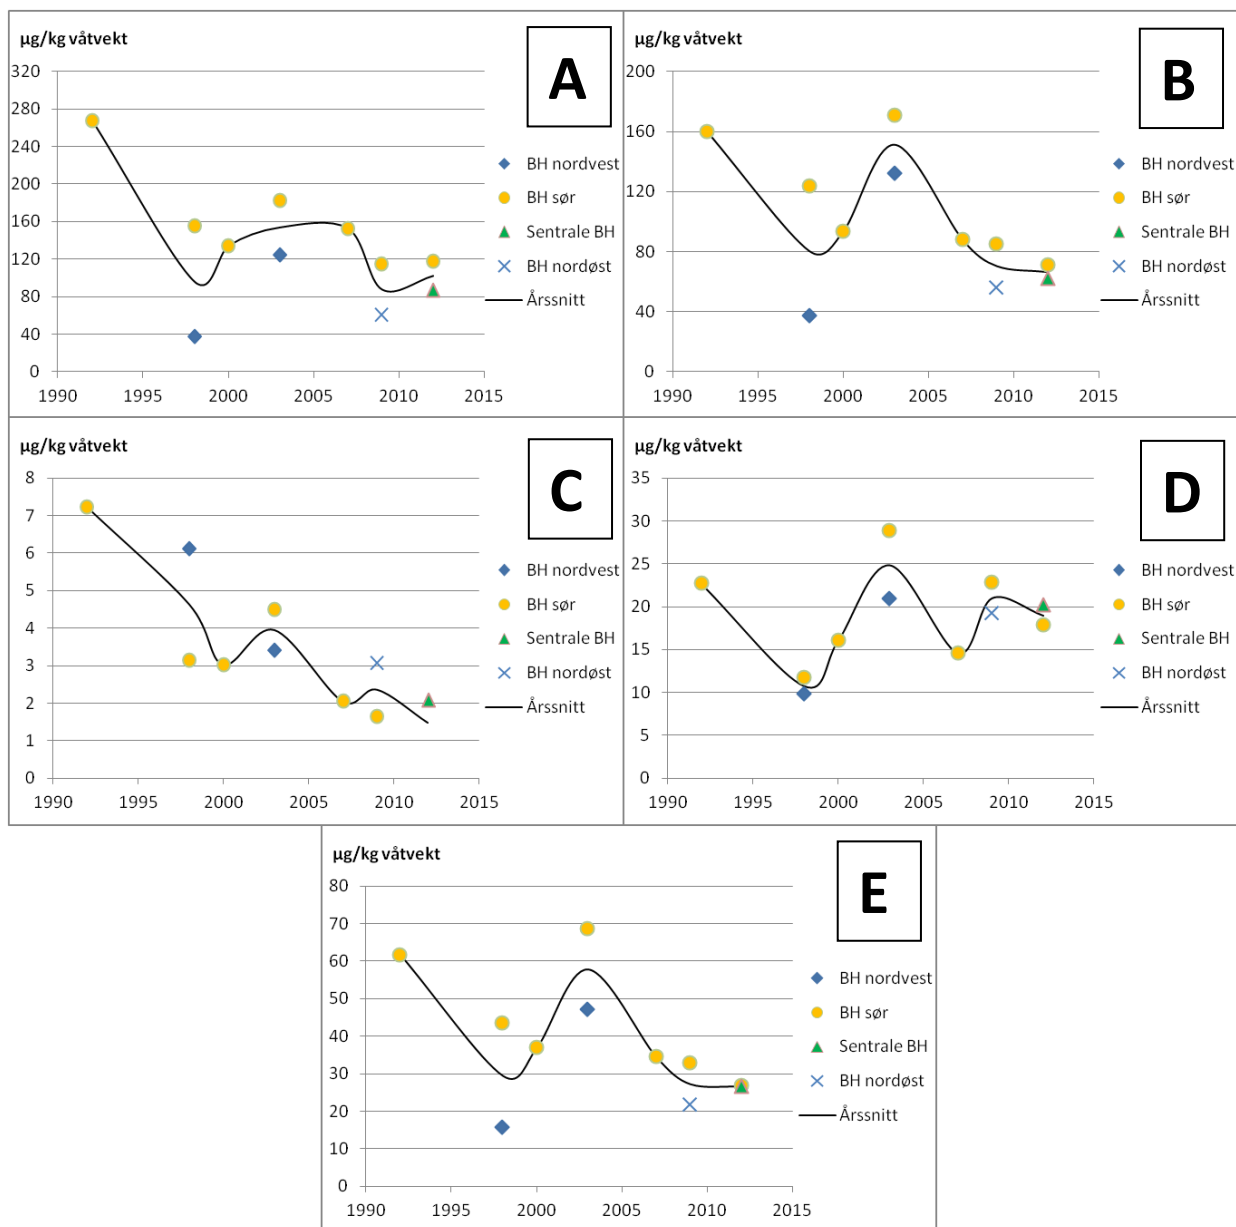 µg/kg våtvekt
A
320
280
240
200
160
120
80
40
0
1990 1995 2000 2005 2010 2015
BH nordvest
BH sør
Sentrale BH
BH nordøst
Årssnitt
µg/kg våtvekt
B
200
160
120
80
40
0
1990 1995 2000 2005 2010 2015
BH nordvest
BH sør
Sentrale BH
BH nordøst
Årssnitt
µg/kg våtvekt
C
8
7
6
5
4
3
2
1
0
1990 1995 2000 2005 2010 2015
BH nordvest
BH sør
Sentrale BH
BH nordøst
Årssnitt
µg/kg våtvekt
D
35
30
25
20
15
10
5
0
1990 1995 2000 2005 2010 2015
BH nordvest
BH sør
Sentrale BH
BH nordøst
Årssnitt
µg/kg våtvekt
E
80
70
60
50
40
30
20
10
0
1990 1995 2000 2005 2010 2015
BH nordvest
BH sør
Sentrale BH
BH nordøst
Årssnitt